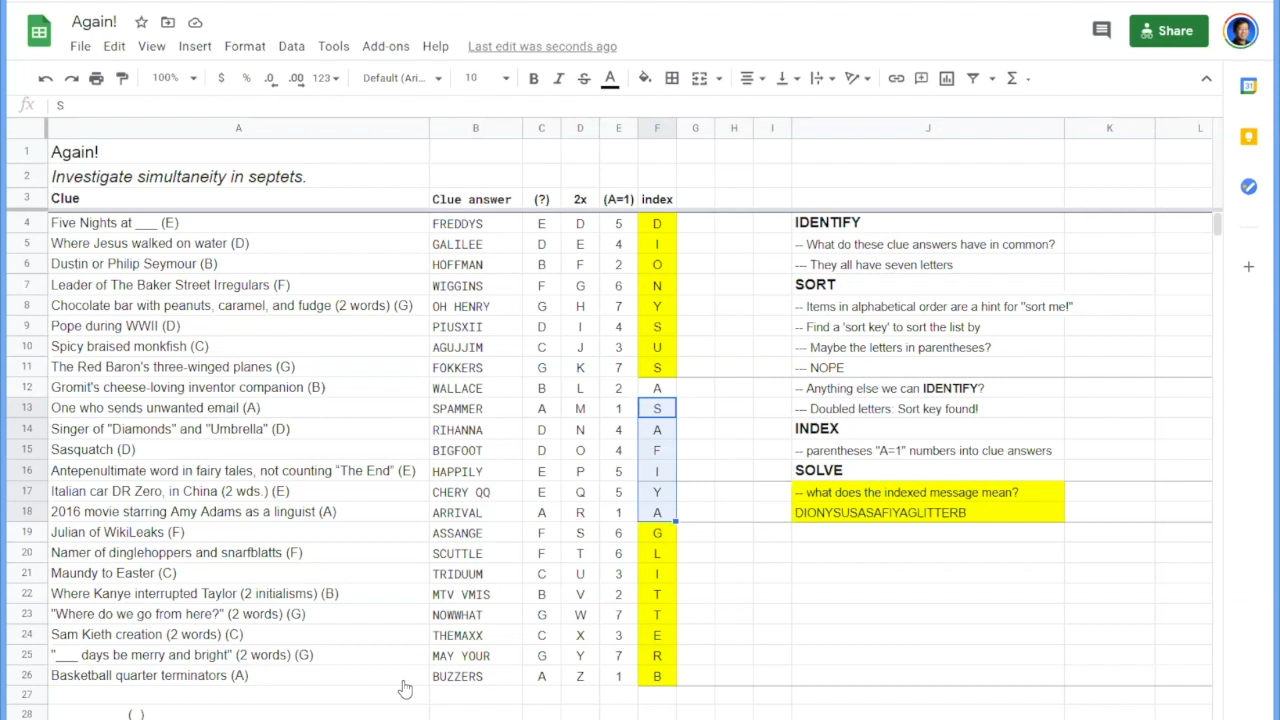 Again!
File Edit View Insert Format Data Tools Add-ons Help Last edit was seconds ago
Share
100% $ % .0 .00 123 Default (Ari... 10 B I S A
fx S
A B C D E F G H I J K L
1 Again!
2 Investigate simultaneity in septets.
3 Clue Clue answer (?) 2x (A=1) index
4 Five Nights at ___ (E) FREDDYS E D 5 D IDENTIFY
5 Where Jesus walked on water (D) GALILEE D E 4 I -- What do these clue answers have in common?
6 Dustin or Philip Seymour (B) HOFFMAN B F 2 O --- They all have seven letters
7 Leader of The Baker Street Irregulars (F) WIGGINS F G 6 N SORT
8 Chocolate bar with peanuts, caramel, and fudge (2 words) (G) OH HENRY G H 7 Y -- Items in alphabetical order are a hint for "sort me!"
9 Pope during WWII (D) PIUSXII D I 4 S -- Find a 'sort key' to sort the list by
10 Spicy braised monkfish (C) AGUJJIM C J 3 U --- Maybe the letters in parentheses?
11 The Red Baron's three-winged planes (G) FOKKERS G K 7 S --- NOPE
12 Gromit's cheese-loving inventor companion (B) WALLACE B L 2 A -- Anything else we can IDENTIFY?
13 One who sends unwanted email (A) SPAMMER A M 1 S --- Doubled letters: Sort key found!
14 Singer of "Diamonds" and "Umbrella" (D) RIHANNA D N 4 A INDEX
15 Sasquatch (D) BIGFOOT D O 4 F -- parentheses "A=1" numbers into clue answers
16 Antepenultimate word in fairy tales, not counting “The End” (E) HAPPILY E P 5 I SOLVE
17 Italian car DR Zero, in China (2 wds.) (E) CHERY QQ E Q 5 Y -- what does the indexed message mean?
18 2016 movie starring Amy Adams as a linguist (A) ARRIVAL A R 1 A DIONYSUSASAFIYAGLITTERB
19 Julian of WikiLeaks (F) ASSANGE F S 6 G
20 Namer of dinglehoppers and snarfblatts (F) SCUTTLE F T 6 L
21 Maundy to Easter (C) TRIDUUM C U 3 I
22 Where Kanye interrupted Taylor (2 initialisms) (B) MTV VMIS B V 2 T
23 "Where do we go from here?" (2 words) (G) NOWWHAT G W 7 T
24 Sam Kieth creation (2 words) (C) THEMAXX C X 3 E
25 "___ days be merry and bright" (2 words) (G) MAY YOUR G Y 7 R
26 Basketball quarter terminators (A) BUZZERS A Z 1 B
27
28 ( )
31